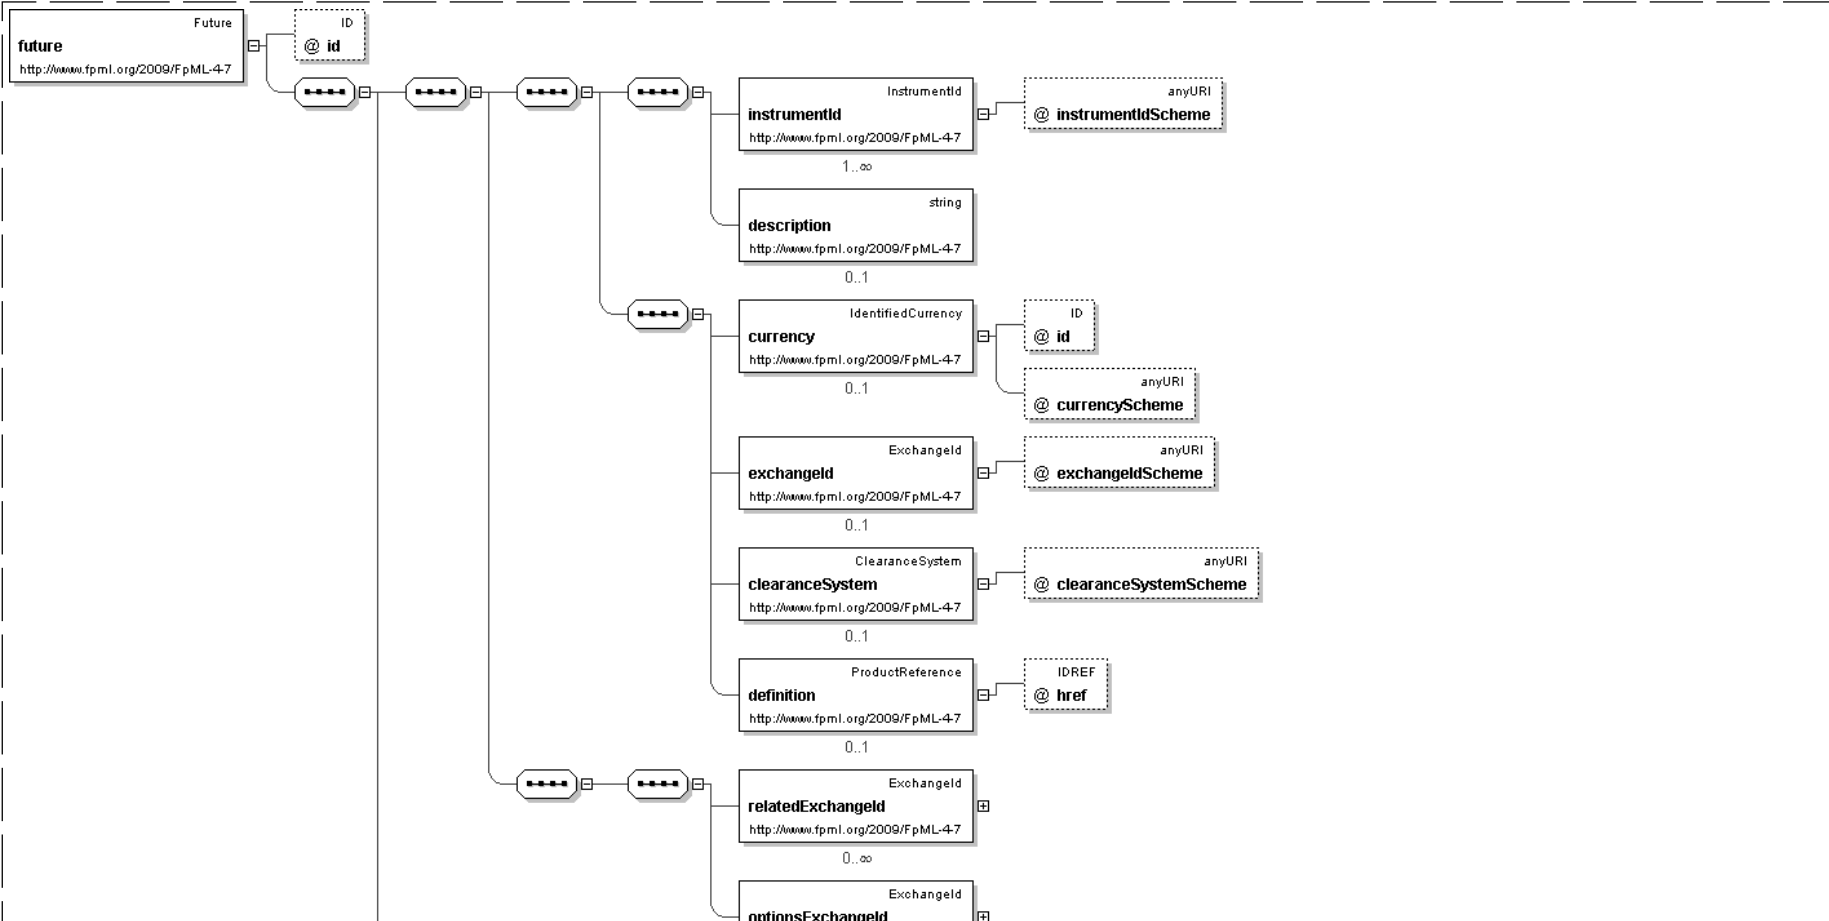 Future
future
http://www.fpml.org/2009/FpML-4-7
ID
@ id
InstrumentId
instrumentId
http://www.fpml.org/2009/FpML-4-7
1..∞
anyURI
@ instrumentIdScheme
string
description
http://www.fpml.org/2009/FpML-4-7
0..1
IdentifiedCurrency
currency
http://www.fpml.org/2009/FpML-4-7
0..1
ID
@ id
anyURI
@ currencyScheme
ExchangeId
exchangeId
http://www.fpml.org/2009/FpML-4-7
0..1
anyURI
@ exchangeIdScheme
ClearanceSystem
clearanceSystem
http://www.fpml.org/2009/FpML-4-7
0..1
anyURI
@ clearanceSystemScheme
ProductReference
definition
http://www.fpml.org/2009/FpML-4-7
0..1
IDREF
@ href
ExchangeId
relatedExchangeId
http://www.fpml.org/2009/FpML-4-7
0..∞
ExchangeId
optionsExchangeId